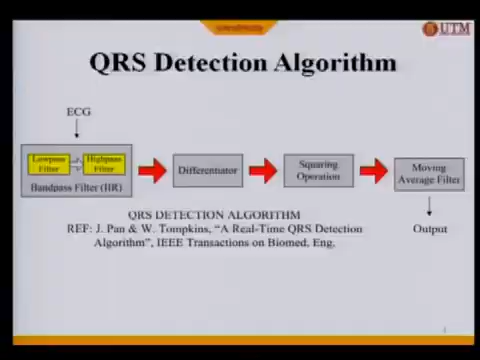 UTM
QRS Detection Algorithm
ECG
Lowpass
Filter
Highpass
Filter
Bandpass Filter (IIR)
Differentiator
Squaring
Operation
Moving
Average Filter
Output
QRS DETECTION ALGORITHM
REF: J. Pan & W. Tompkins, "A Real-Time QRS Detection
Algorithm", IEEE Transactions on Biomed, Eng.